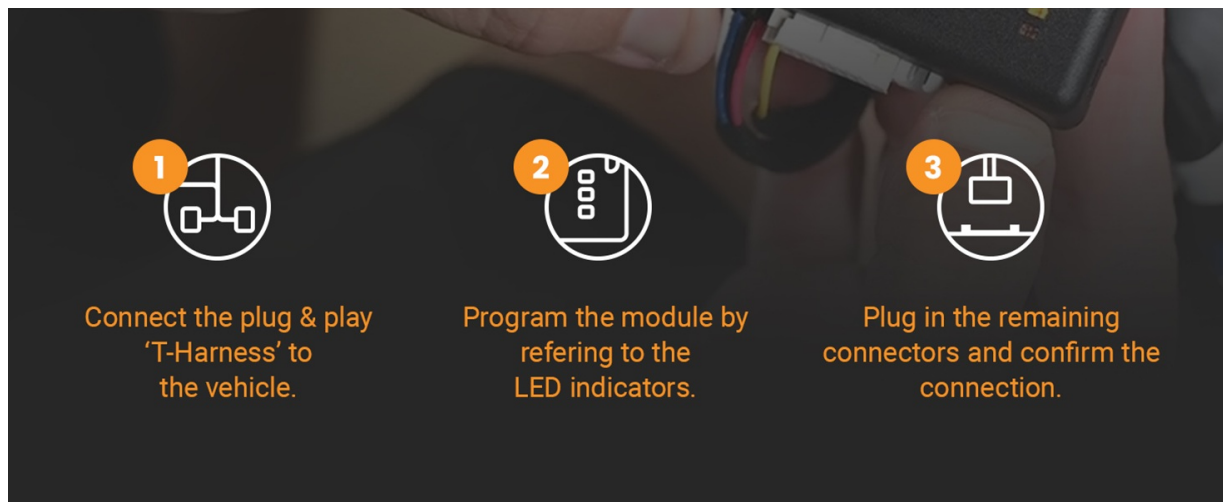 1
2
3
Connect the plug & play
‘T-Harness’ to
the vehicle.
Program the module by
refering to the
LED indicators.
Plug in the remaining
connectors and confirm the
connection.